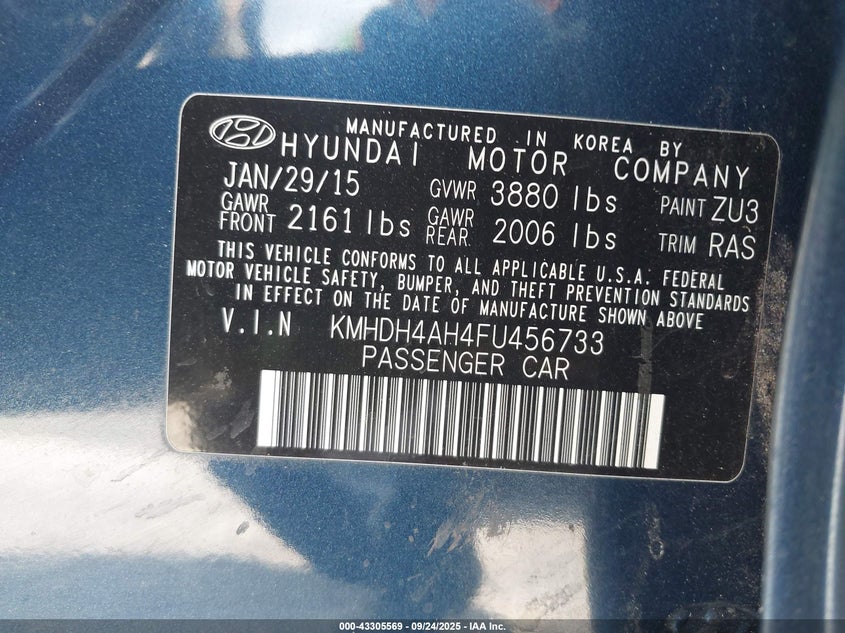 MANUFACTURED IN KOREA BY
HYUNDAI MOTOR COMPANY
JAN/29/15 GVWR 3880 lbs PAINT ZU3
GAWR FRONT 2161 lbs GAWR REAR 2006 lbs TRIM RAS
THIS VEHICLE CONFORMS TO ALL APPLICABLE U.S.A. FEDERAL
MOTOR VEHICLE SAFETY, BUMPER, AND THEFT PREVENTION STANDARDS
IN EFFECT ON THE DATE OF MANUFACTURE SHOWN ABOVE
V.I.N KMHDH4AH4FU456733
PASSENGER CAR
000-43305569 - 09/24/2025 - IAA Inc.